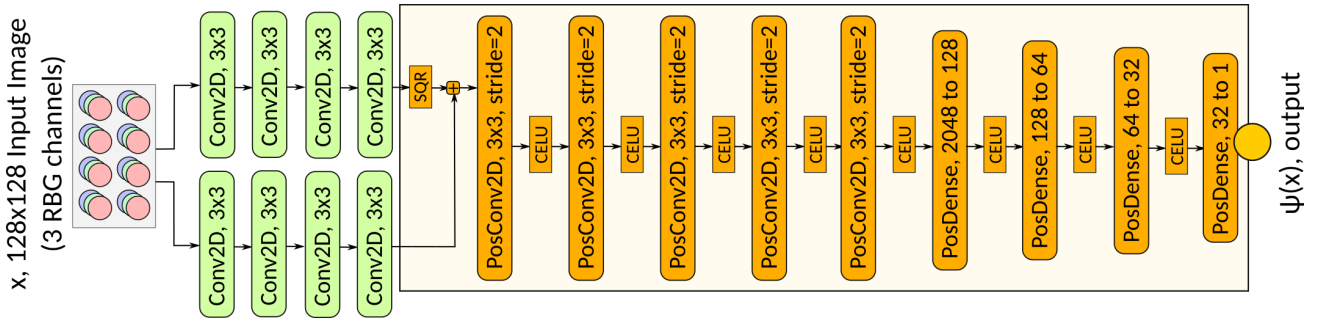 x, 128x128 Input Image
(3 RBG channels)
Conv2D, 3x3
Conv2D, 3x3
Conv2D, 3x3
Conv2D, 3x3
Conv2D, 3x3
Conv2D, 3x3
Conv2D, 3x3
Conv2D, 3x3
SQR
+
PosConv2D, 3x3, stride=2
CELU
PosConv2D, 3x3, stride=2
CELU
PosConv2D, 3x3, stride=2
CELU
PosConv2D, 3x3, stride=2
CELU
PosConv2D, 3x3, stride=2
CELU
PosDense, 2048 to 128
CELU
PosDense, 128 to 64
CELU
PosDense, 64 to 32
CELU
PosDense, 32 to 1
ψ(x), output